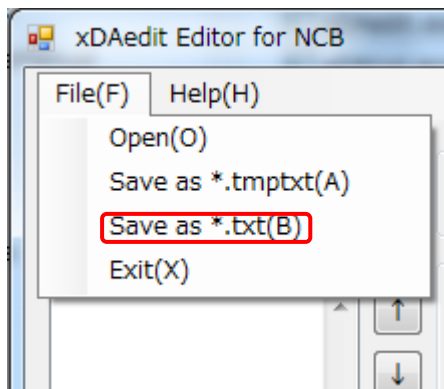 xDAedit Editor for NCB
File(F) Help(H)
Open(O)
Save as *.tmptxt(A)
Save as *.txt(B)
Exit(X)